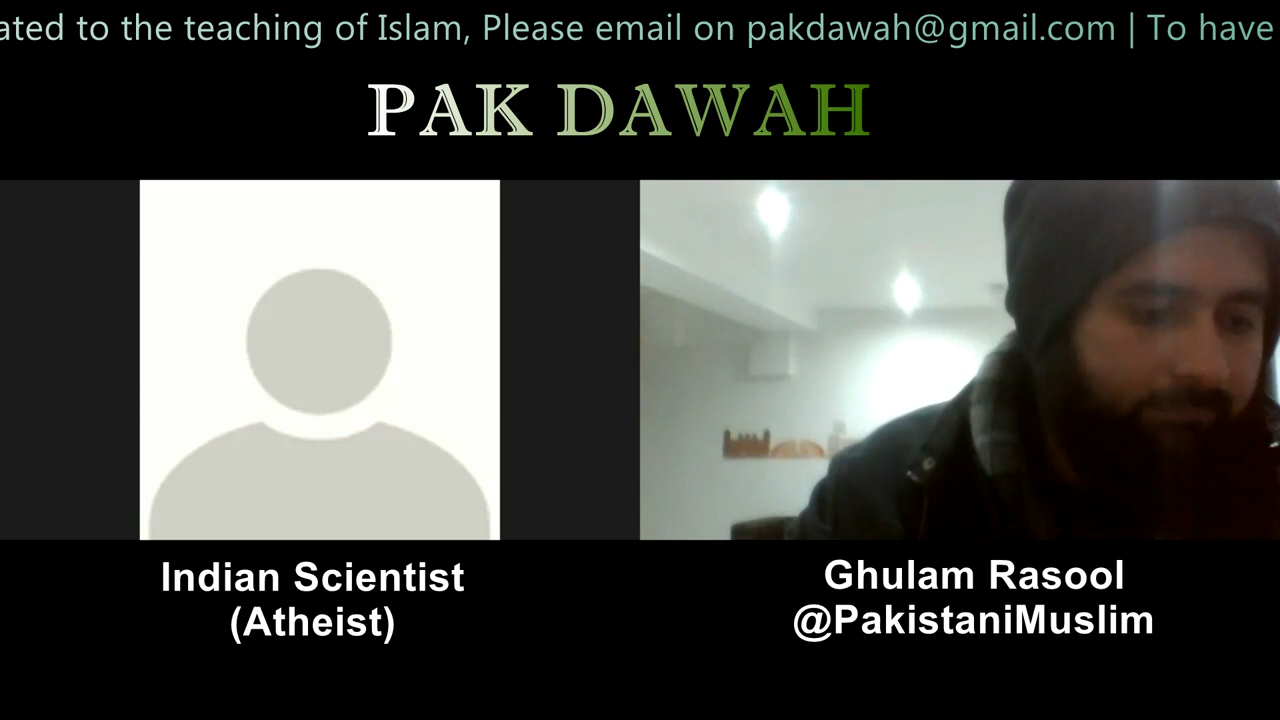 ated to the teaching of Islam, Please email on pakdawah@gmail.com | To have
PAK DAWAH
Indian Scientist
(Atheist)
Ghulam Rasool
@PakistaniMuslim